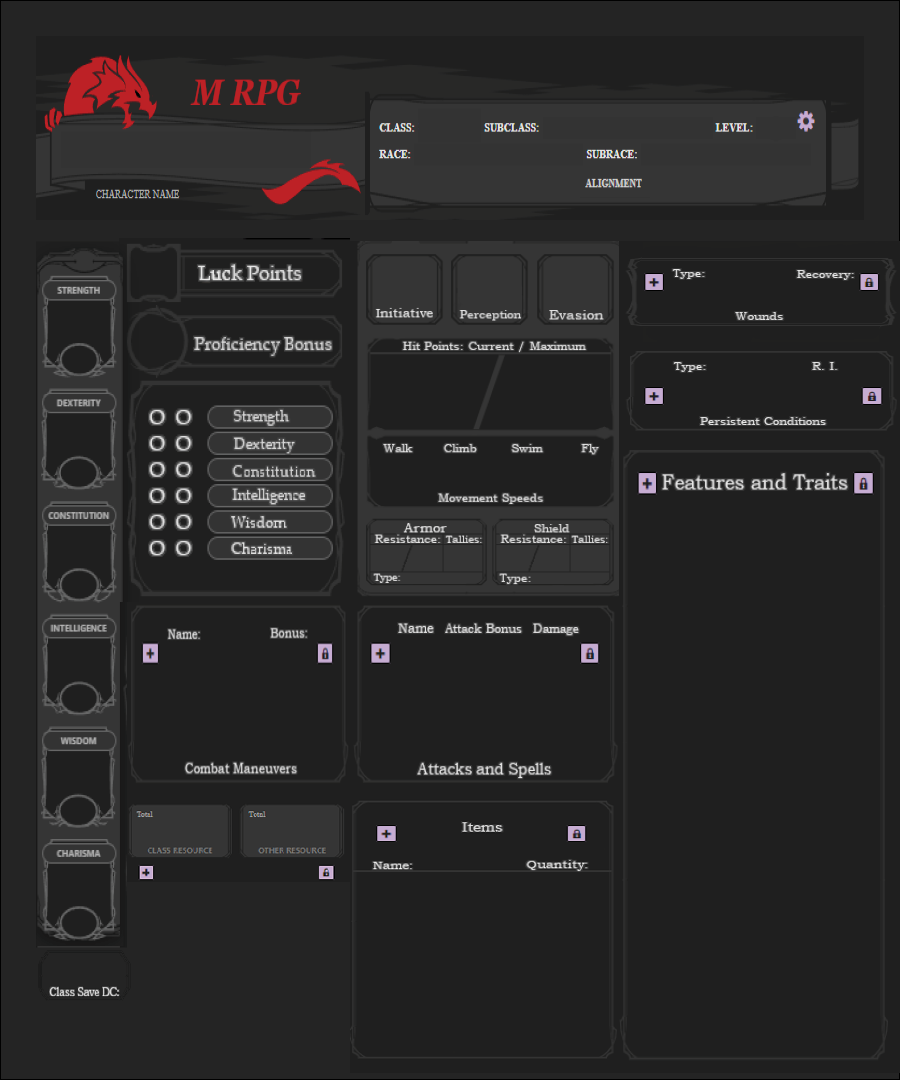 M RPG
CLASS: SUBCLASS: LEVEL:
RACE: SUBRACE:
ALIGNMENT
CHARACTER NAME
STRENGTH
DEXTERITY
CONSTITUTION
INTELLIGENCE
WISDOM
CHARISMA
Class Save DC:
Luck Points
Proficiency Bonus
Strength
Dexterity
Constitution
Intelligence
Wisdom
Charisma
Name: Bonus:
Combat Maneuvers
Total Total
CLASS RESOURCE OTHER RESOURCE
Initiative Perception Evasion
Hit Points: Current / Maximum
Walk Climb Swim Fly
Movement Speeds
Armor Shield
Resistance: Tallies: Resistance: Tallies:
Type: Type:
Name Attack Bonus Damage
Attacks and Spells
Items
Name: Quantity:
Type: Recovery:
Wounds
Type: R. I.
Persistent Conditions
Features and Traits